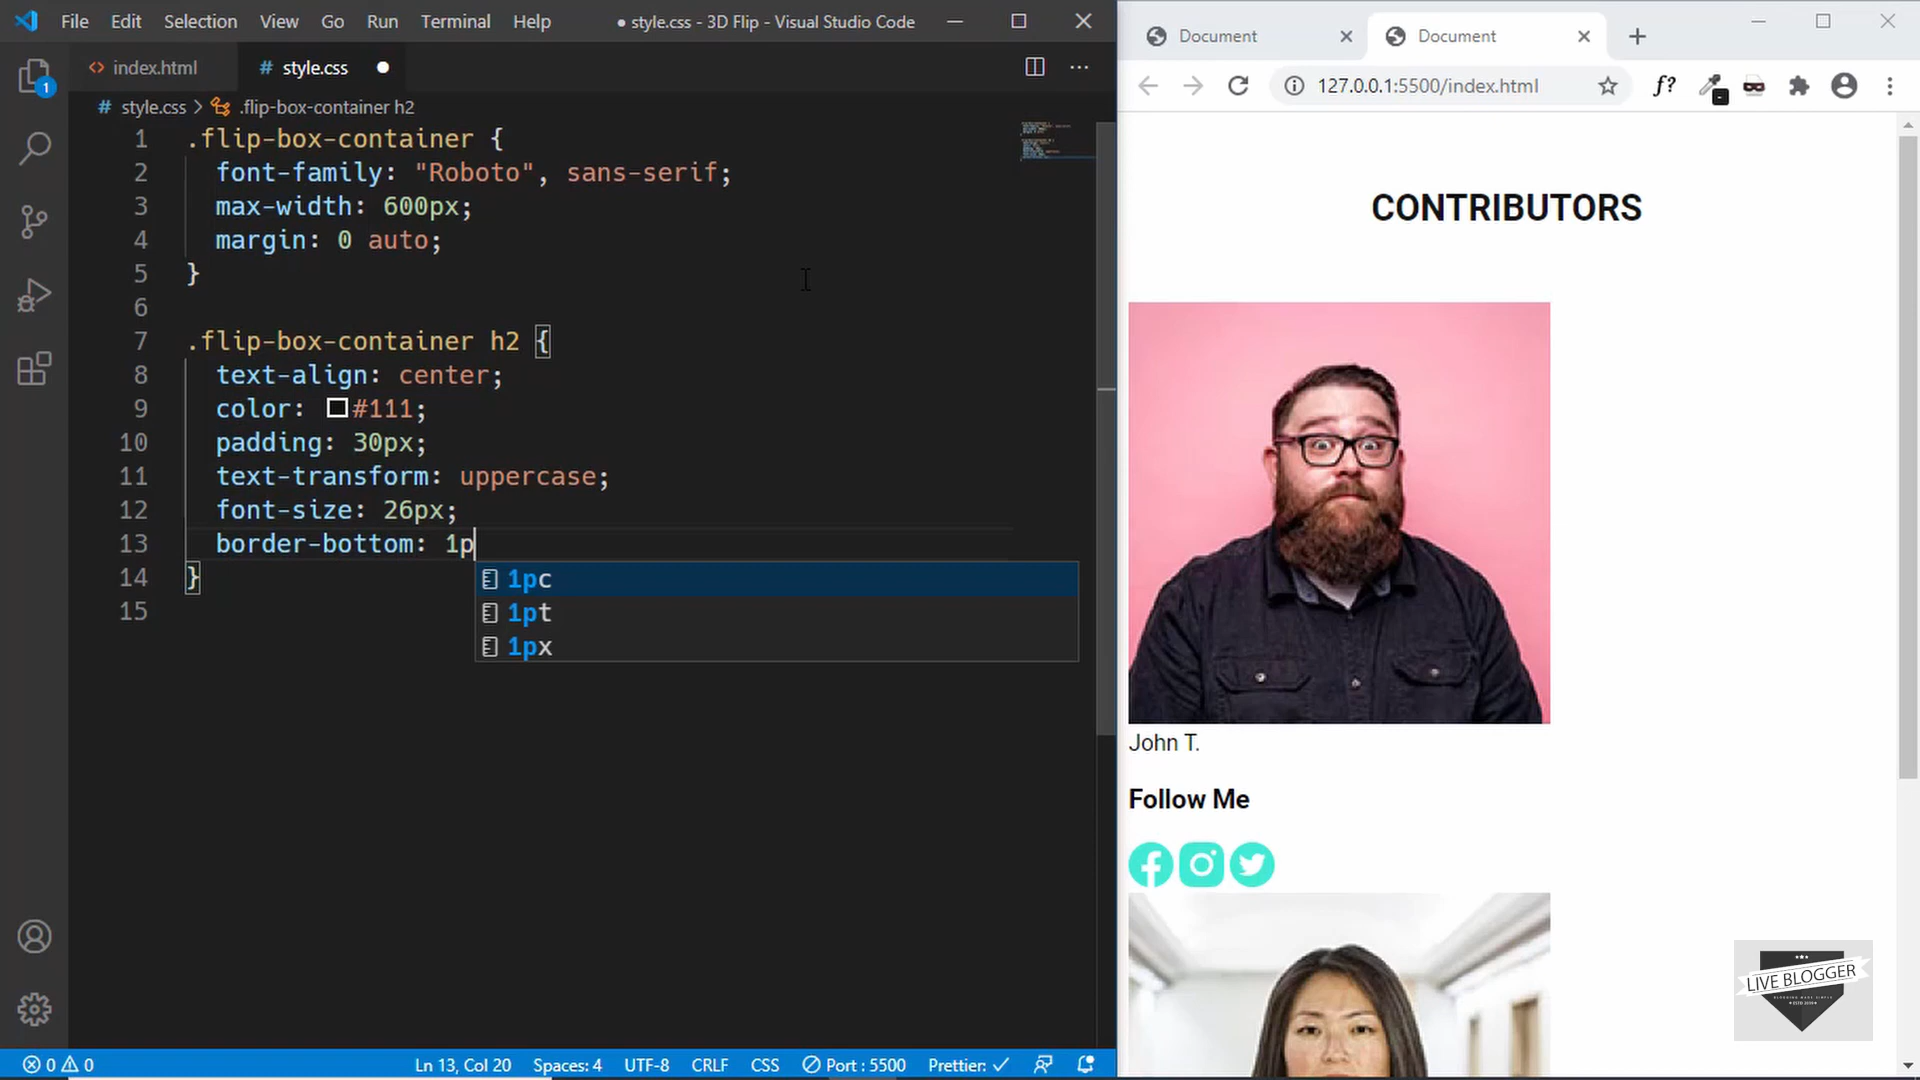 File Edit Selection View Go Run Terminal Help ● style.css - 3D Flip - Visual Studio Code
index.html # style.css ●
# style.css > .flip-box-container h2
1 .flip-box-container {
2 font-family: "Roboto", sans-serif;
3 max-width: 600px;
4 margin: 0 auto;
5 }
6
7 .flip-box-container h2 {
8 text-align: center;
9 color: #111;
10 padding: 30px;
11 text-transform: uppercase;
12 font-size: 26px;
13 border-bottom: 1p
1pc
14 }
1pt
15
1px
1
0 0 Ln 13, Col 20 Spaces: 4 UTF-8 CRLF CSS Port : 5500 Prettier: ✓
Document Document
127.0.0.1:5500/index.html f?
CONTRIBUTORS
John T.
Follow Me
LIVE BLOGGER